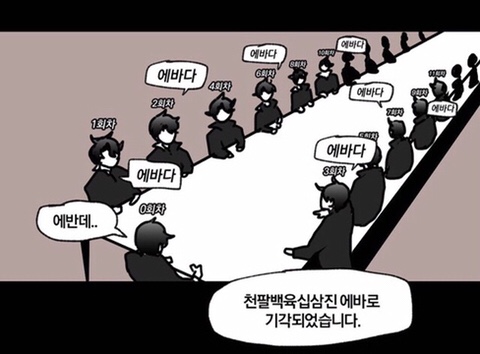 10회차
에바다
에바다
8회차
6회차
11회차
에바다
4회차
9회차
에바다
2회차
에바다
7회차
1회차
5회차
에바다
에바다
3회차
0회차
에반데..
천팔백육십삼진 에바로
기각되었습니다.